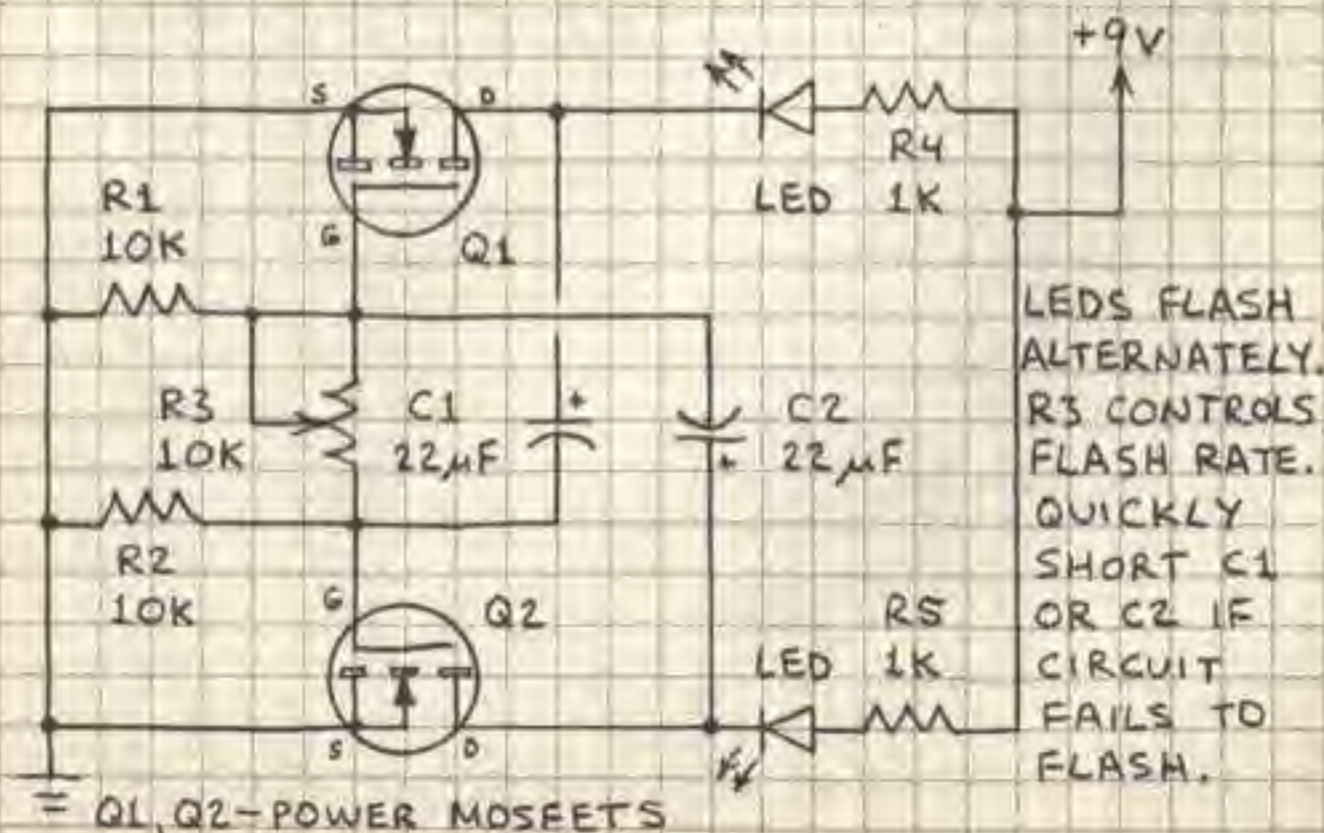 +9V
S
D
R4
LED 1K
R1
10K
G
Q1
R3
10K
C1
22µF
+
C2
22µF
+
R2
10K
G
Q2
R5
LED 1K
S
D
LEDS FLASH
ALTERNATELY.
R3 CONTROLS
FLASH RATE.
QUICKLY
SHORT C1
OR C2 IF
CIRCUIT
FAILS TO
FLASH.
Q1, Q2-POWER MOSFETS